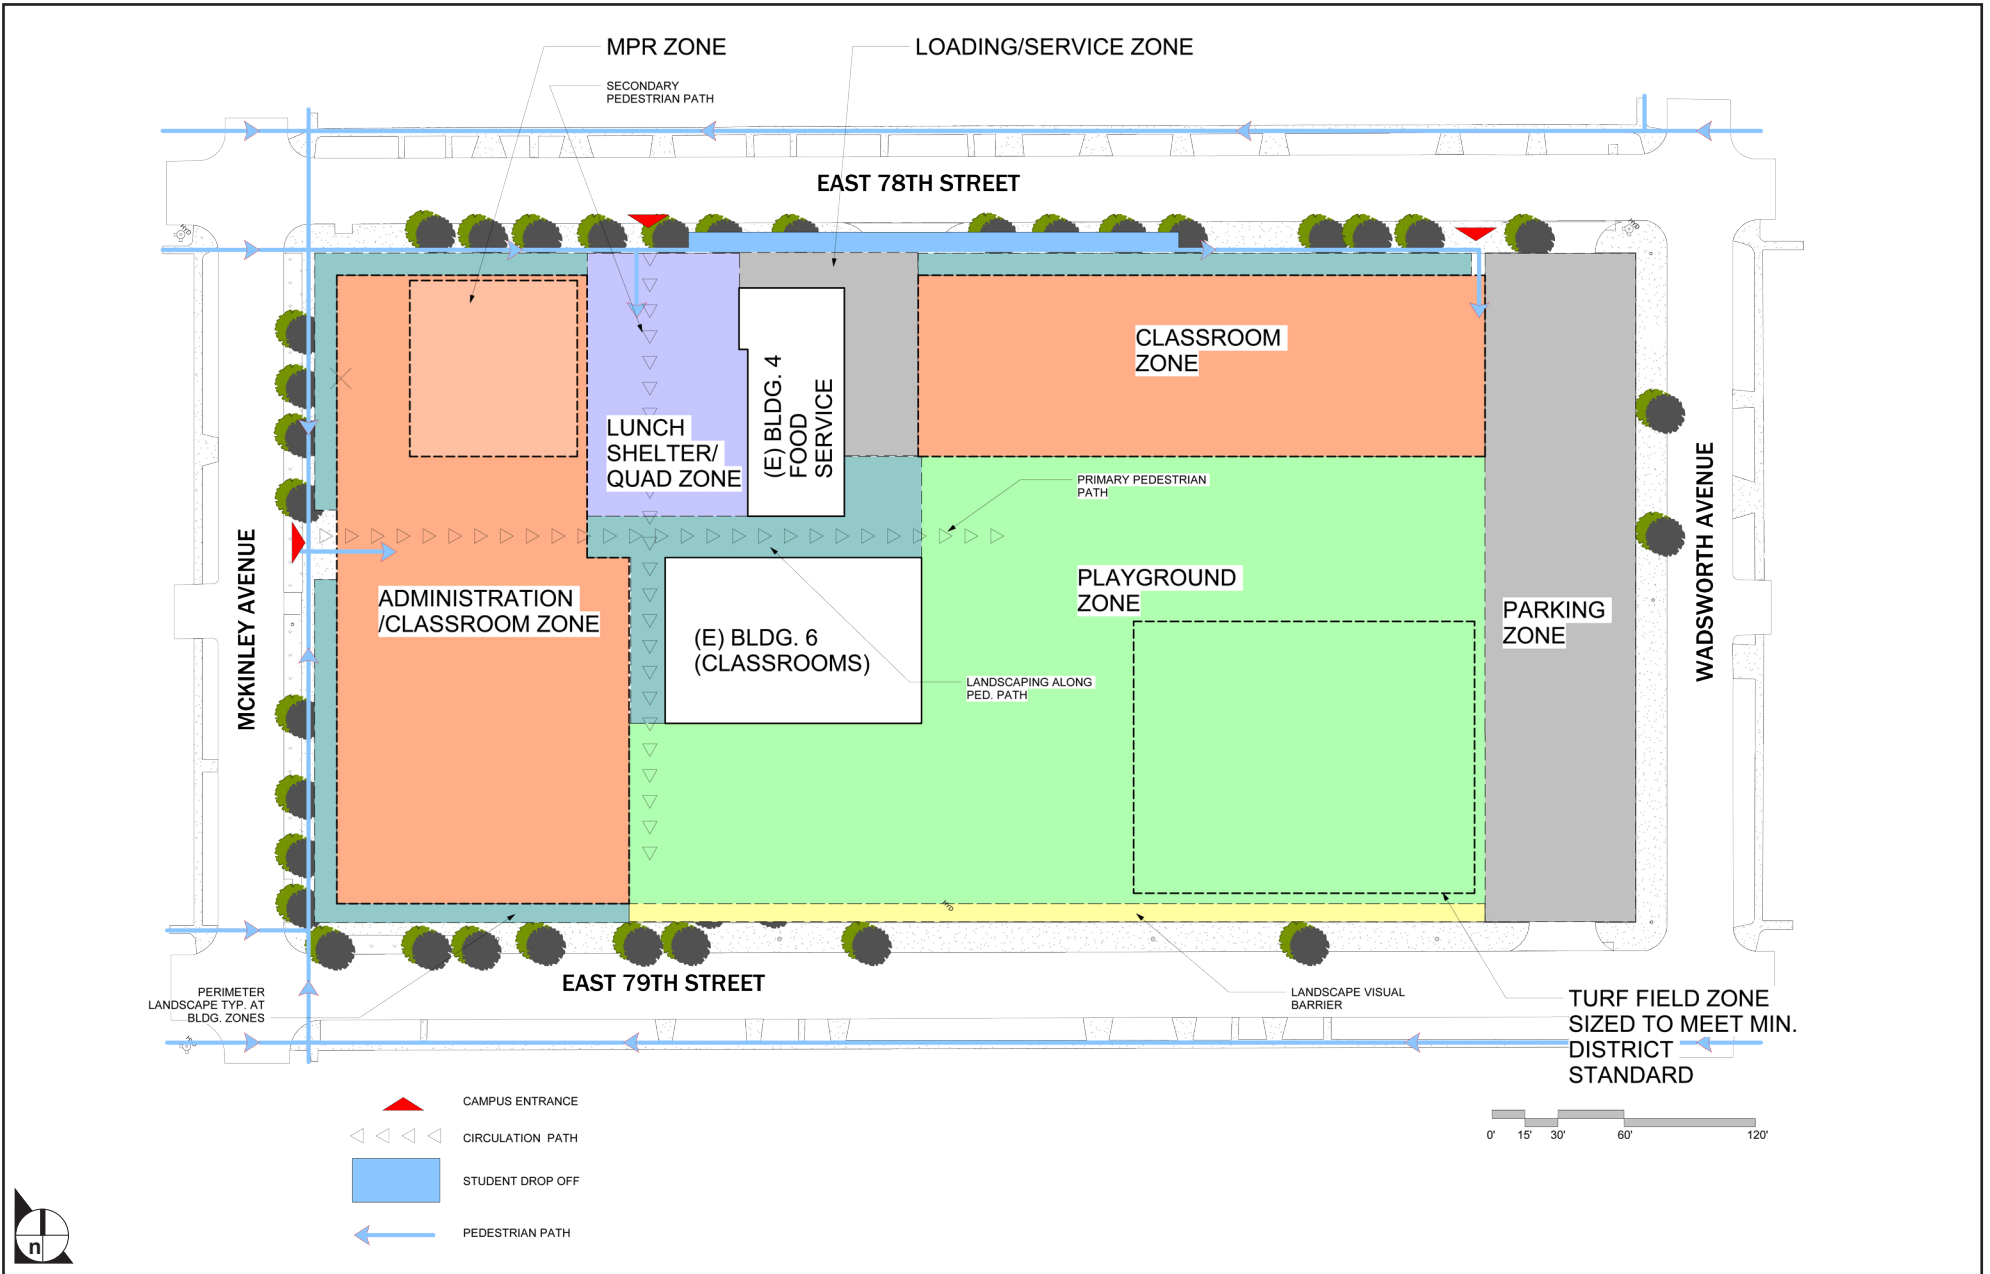 MPR ZONE
LOADING/SERVICE ZONE
SECONDARY
PEDESTRIAN PATH
EAST 78TH STREET
HYD
HYD
CLASSROOM
ZONE
(E) BLDG. 4
FOOD
SERVICE
LUNCH
SHELTER/
QUAD ZONE
PRIMARY PEDESTRIAN
PATH
MCKINLEY AVENUE
WADSWORTH AVENUE
ADMINISTRATION
/CLASSROOM ZONE
PLAYGROUND
ZONE
PARKING
ZONE
(E) BLDG. 6
(CLASSROOMS)
LANDSCAPING ALONG
PED. PATH
HYD
EAST 79TH STREET
PERIMETER
LANDSCAPE TYP. AT
BLDG. ZONES
LANDSCAPE VISUAL
BARRIER
TURF FIELD ZONE
SIZED TO MEET MIN.
DISTRICT
STANDARD
CAMPUS ENTRANCE
CIRCULATION PATH
STUDENT DROP OFF
PEDESTRIAN PATH
0' 15' 30' 60' 120'
n